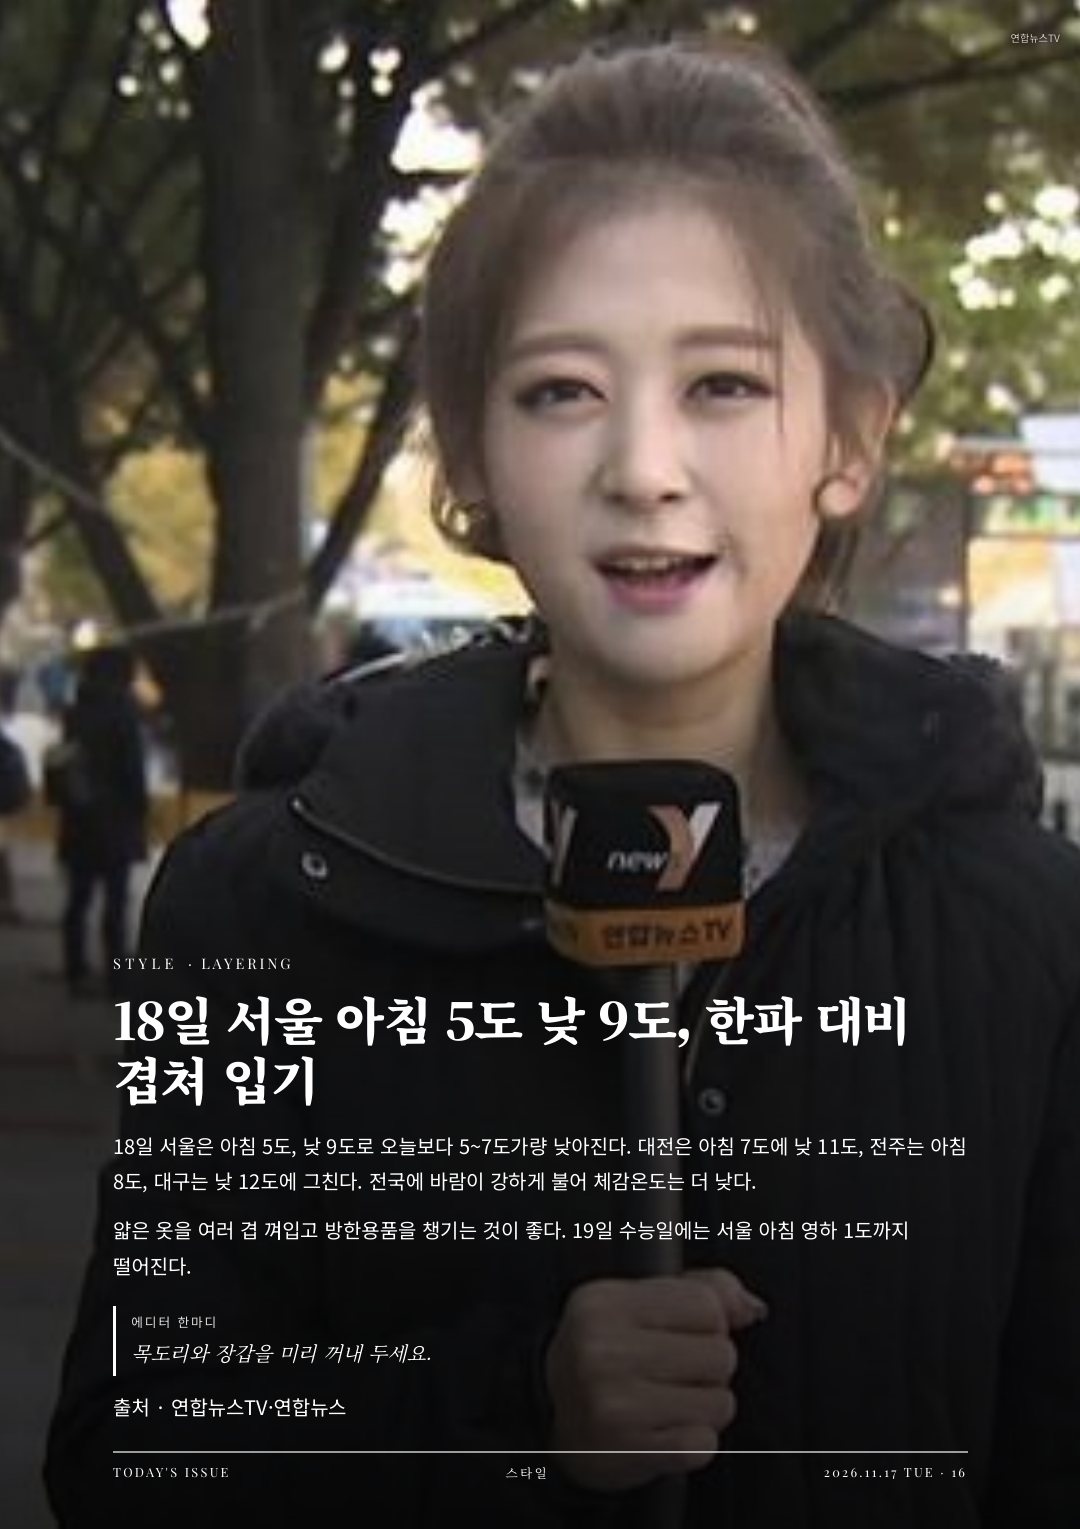 연합뉴스TV
newsY
연합뉴스TV
STYLE · LAYERING
18일 서울 아침 5도 낮 9도, 한파 대비
겹쳐 입기
18일 서울은 아침 5도, 낮 9도로 오늘보다 5~7도가량 낮아진다. 대전은 아침 7도에 낮 11도, 전주는 아침
8도, 대구는 낮 12도에 그친다. 전국에 바람이 강하게 불어 체감온도는 더 낮다.
얇은 옷을 여러 겹 껴입고 방한용품을 챙기는 것이 좋다. 19일 수능일에는 서울 아침 영하 1도까지
떨어진다.
에디터 한마디
목도리와 장갑을 미리 꺼내 두세요.
출처 · 연합뉴스TV·연합뉴스
TODAY'S ISSUE
스타일
2026.11.17 TUE · 16